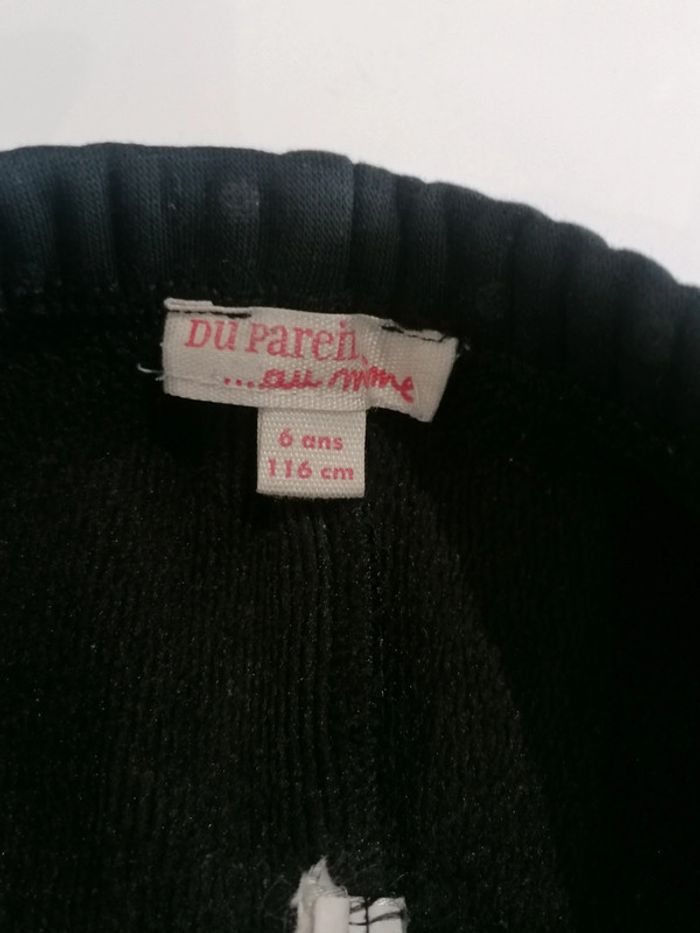 DU Pareil
...au même
6 ans
116 cm